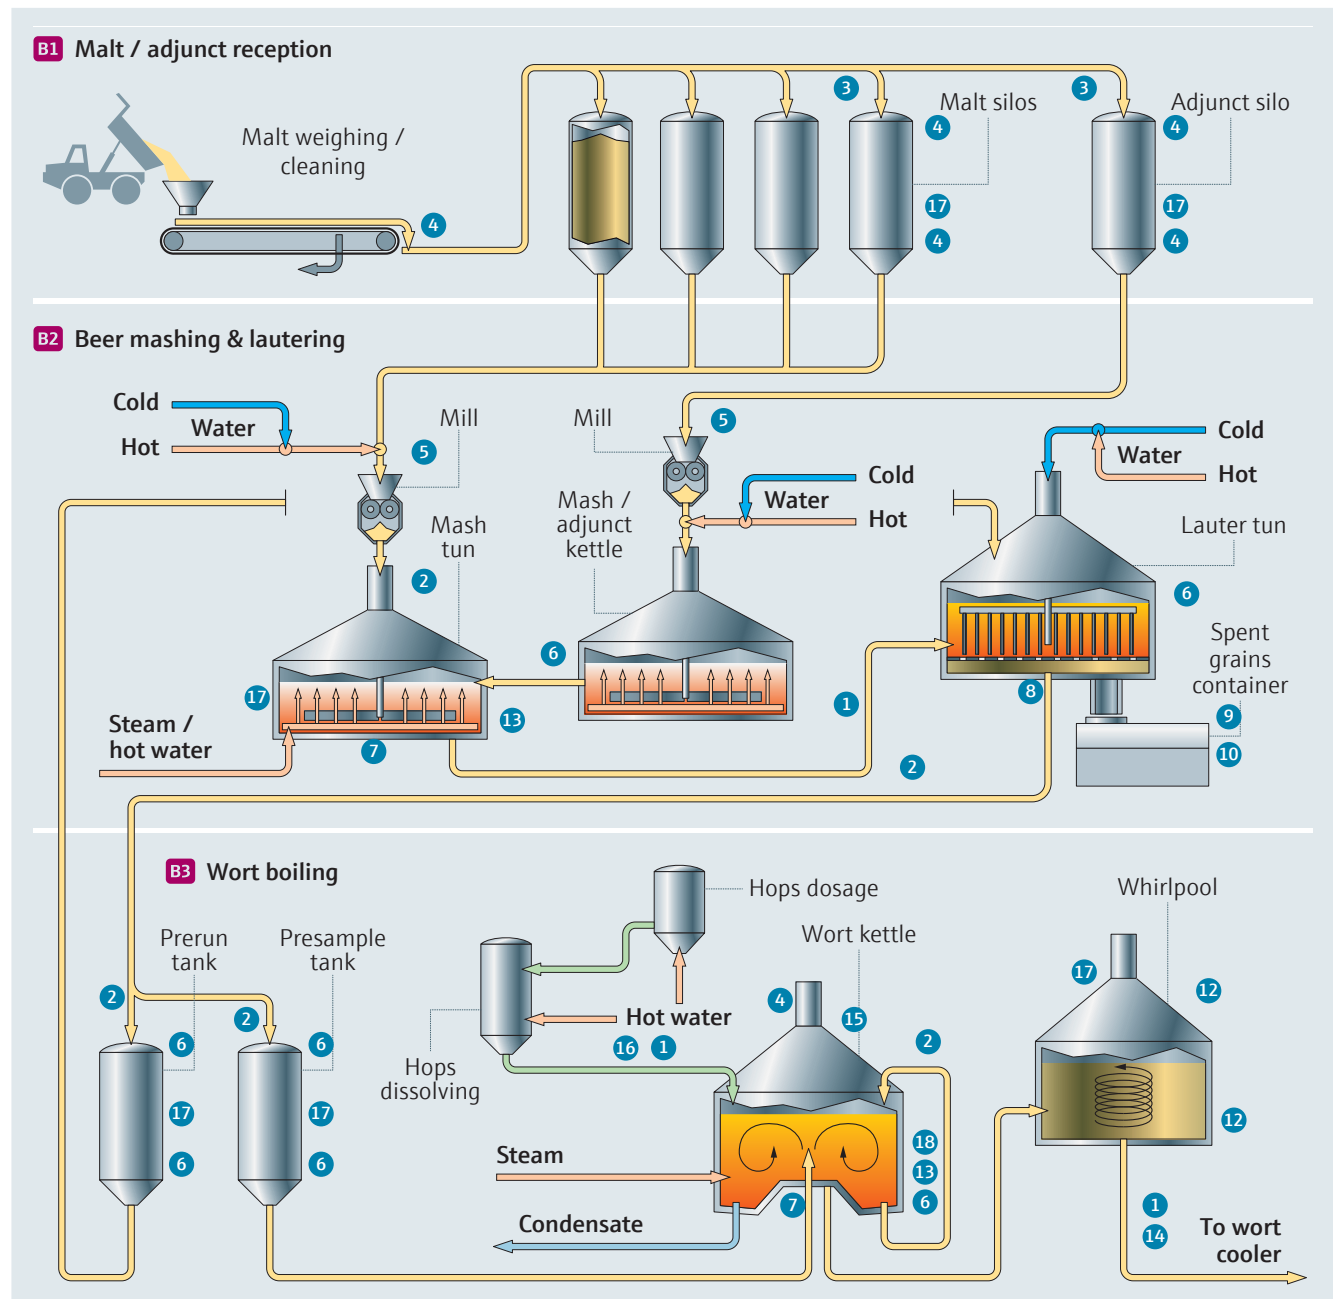 B1 Malt / adjunct reception
Malt weighing /
cleaning
4
3
Malt silos
4
17
4
3
Adjunct silo
4
17
4
B2 Beer mashing & lautering
Cold
Water
Hot
5
Mill
Mill
5
Cold
Water
Hot
Cold
Water
Hot
Mash
tun
2
Mash /
adjunct
kettle
Lauter tun
6
6
17
13
7
Steam /
hot water
1
2
8
Spent
grains
container
9
10
B3 Wort boiling
Prerun
tank
Presample
tank
2
2
6
17
6
6
17
6
Hops dosage
Hot water
16
1
Hops
dissolving
Wort kettle
4
15
2
18
13
6
7
Steam
Condensate
Whirlpool
17
12
12
1
14
To wort
cooler